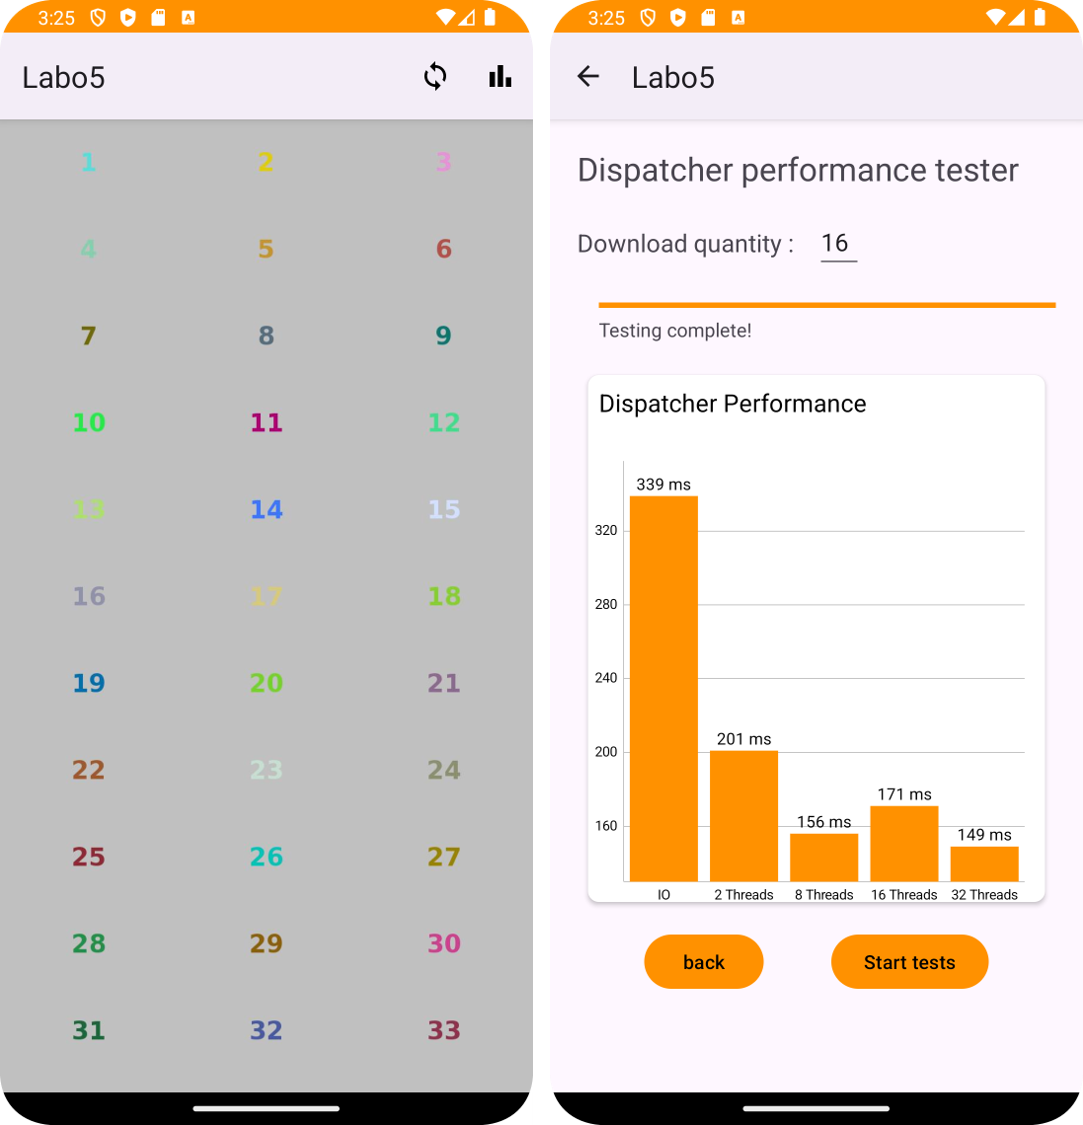 3:25
Labo5
1 2 3
4 5 6
7 8 9
10 11 12
13 14 15
16 17 18
19 20 21
22 23 24
25 26 27
28 29 30
31 32 33
3:25
Labo5
Dispatcher performance tester
Download quantity : 16
Testing complete!
Dispatcher Performance
339 ms
320
280
240
201 ms
200
171 ms
156 ms
160
149 ms
IO 2 Threads 8 Threads 16 Threads 32 Threads
back Start tests